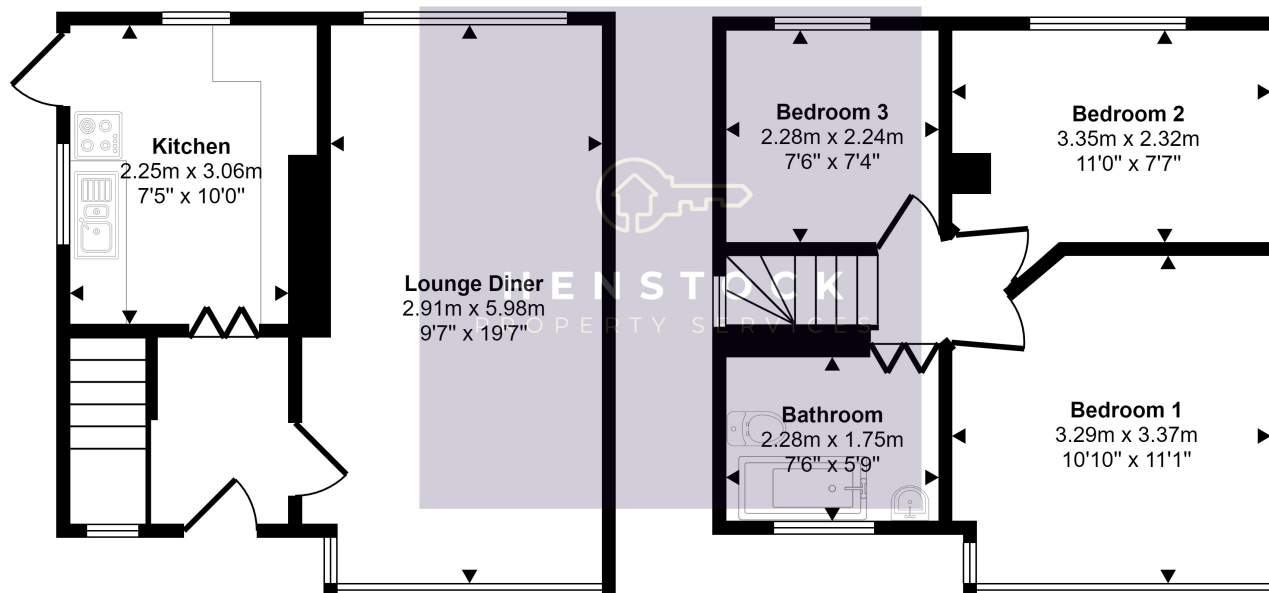 Kitchen
2.25m x 3.06m
7'5" x 10'0"
Lounge Diner
2.91m x 5.98m
9'7" x 19'7"
Bedroom 3
2.28m x 2.24m
7'6" x 7'4"
Bedroom 2
3.35m x 2.32m
11'0" x 7'7"
Bathroom
2.28m x 1.75m
7'6" x 5'9"
Bedroom 1
3.29m x 3.37m
10'10" x 11'1"
HENSTOCK
PROPERTY SERVICES